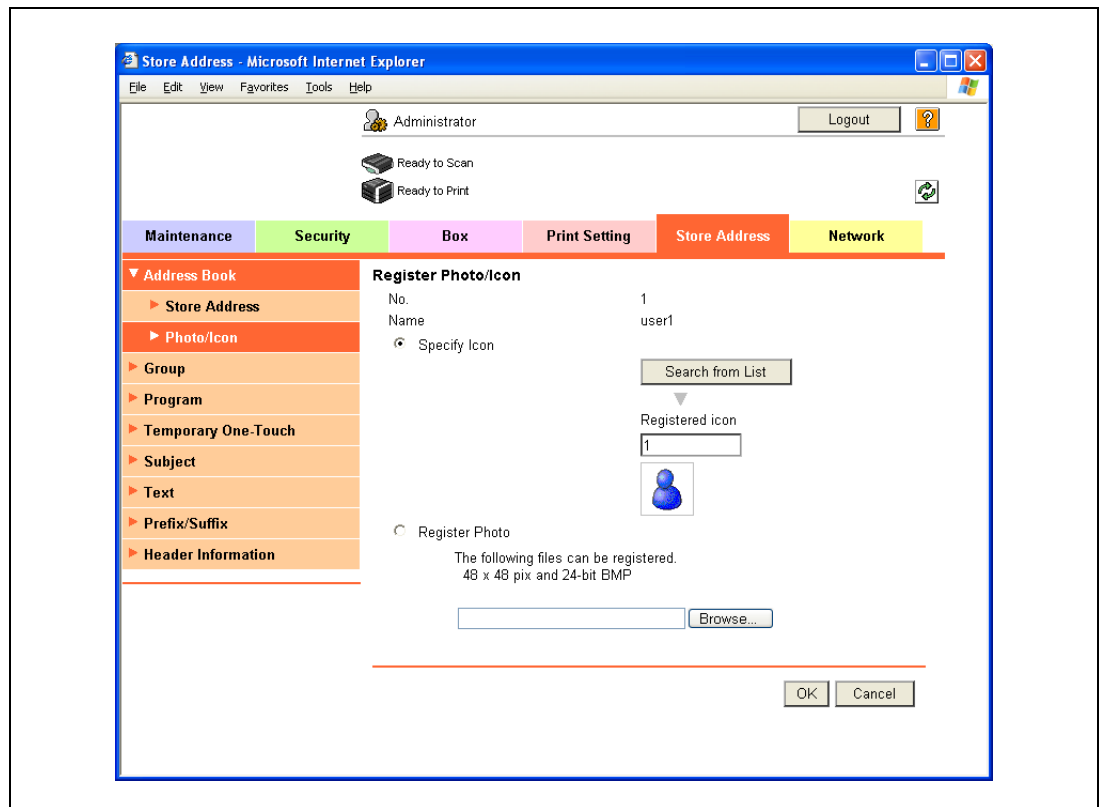 Store Address - Microsoft Internet Explorer
File Edit View Favorites Tools Help
Administrator Logout ?
Ready to Scan
Ready to Print
Maintenance Security Box Print Setting Store Address Network
Address Book
Store Address
Photo/Icon
Group
Program
Temporary One-Touch
Subject
Text
Prefix/Suffix
Header Information
Register Photo/Icon
No. 1
Name user1
Specify Icon
Search from List
Registered icon
1
Register Photo
The following files can be registered.
48 x 48 pix and 24-bit BMP
Browse...
OK Cancel